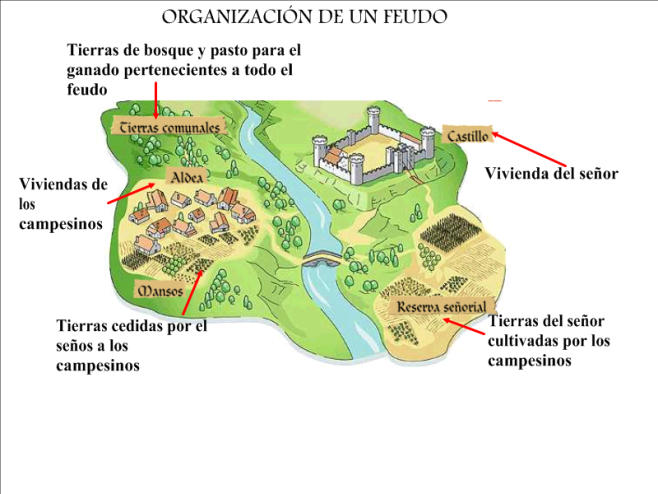 ORGANIZACIÓN DE UN FEUDO
Tierras de bosque y pasto para el
ganado pertenecientes a todo el
feudo
Tierras comunales
Castillo
Vivienda del señor
Aldea
Viviendas de
los
campesinos
Mansos
Reserva señorial
Tierras cedidas por el
seños a los
campesinos
Tierras del señor
cultivadas por los
campesinos